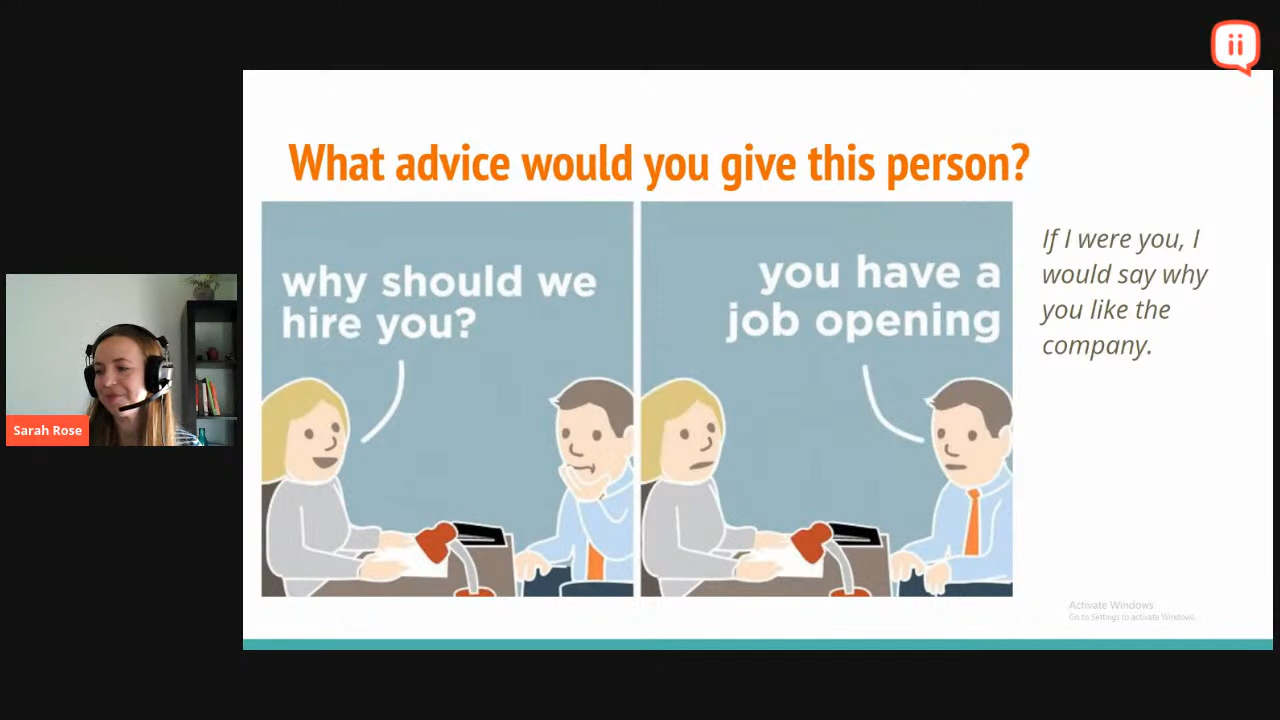 What advice would you give this person?
why should we
hire you?
you have a
job opening
If I were you, I
would say why
you like the
company.
Sarah Rose
Activate Windows
Go to Settings to activate Windows.